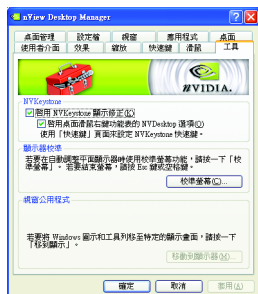 nView Desktop Manager
桌面管理 設定檔 視窗 應用程式 桌面
使用者介面 效果 縮放 快速鍵 滑鼠 工具
NVIDIA.
NVKeystone
啓用 NVKeystone 顯示修正(K)
啓用桌面滑鼠右鍵功能表的 NVDesktop 選項(O)
使用「快速鍵」頁面來設定 NVKeystone 快速鍵。
顯示器校準
若要在自動調整平面顯示器時使用校準螢幕功能，請按一下「校準螢幕」。若要結束螢幕，請按 Esc 鍵或空格鍵。
校準螢幕(C)...
視窗公用程式
若要將 Windows 圖示和工具列移至特定的顯示畫面，請按一下「移到顯示」。
移動到顯示器(M)...
確定 取消 套用(A)